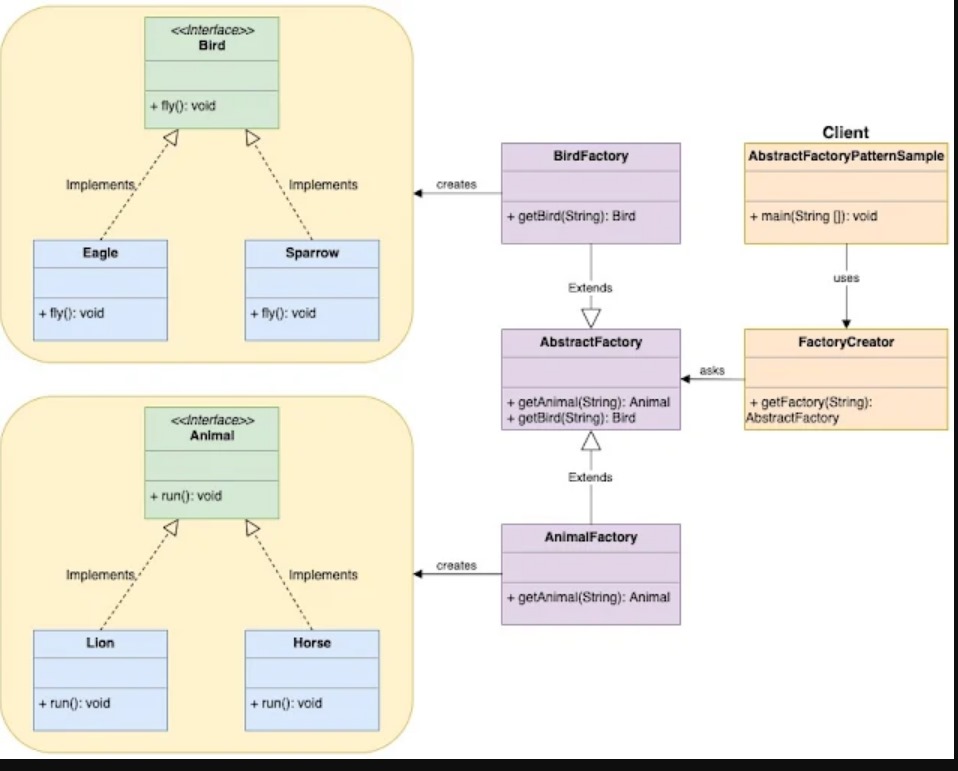 <<Interface>>
Bird
+ fly(): void
Implements
Implements
Eagle
+ fly(): void
Sparrow
+ fly(): void
creates
BirdFactory
+ getBird(String): Bird
Extends
AbstractFactory
+ getAnimal(String): Animal
+ getBird(String): Bird
Extends
AnimalFactory
+ getAnimal(String): Animal
creates
Client
AbstractFactoryPatternSample
+ main(String []): void
uses
FactoryCreator
+ getFactory(String):
AbstractFactory
asks
<<Interface>>
Animal
+ run(): void
Implements
Implements
Lion
+ run(): void
Horse
+ run(): void